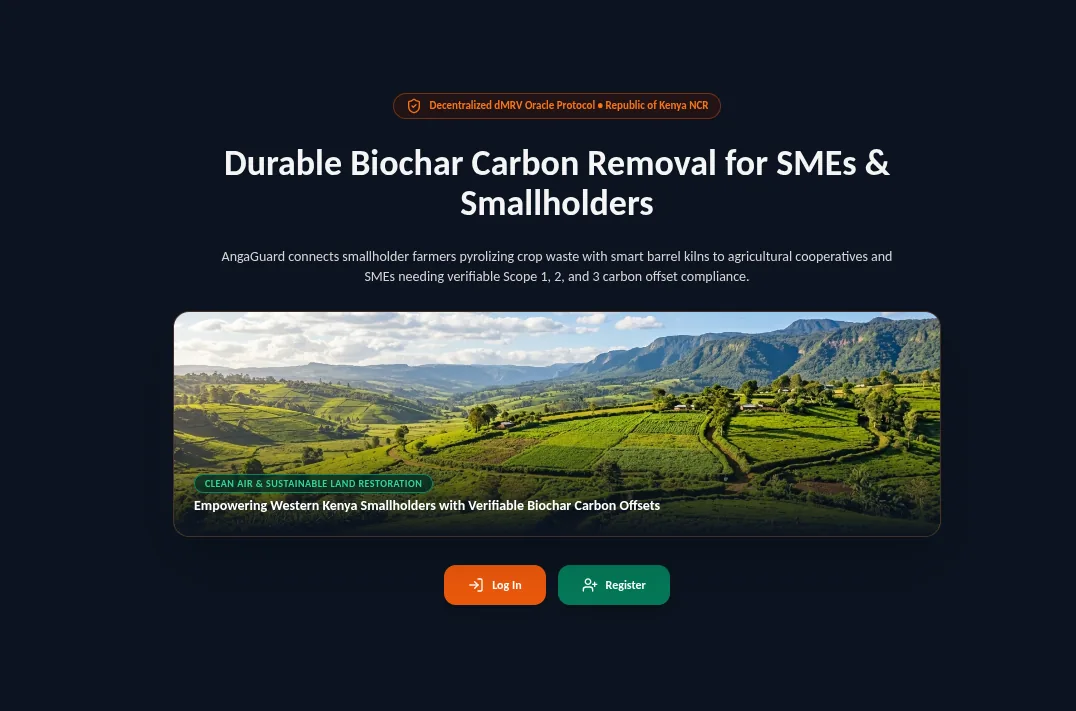 Decentralized dMRV Oracle Protocol • Republic of Kenya NCR
Durable Biochar Carbon Removal for SMEs &
Smallholders
AngaGuard connects smallholder farmers pyrolizing crop waste with smart barrel kilns to agricultural cooperatives and
SMEs needing verifiable Scope 1, 2, and 3 carbon offset compliance.
CLEAN AIR & SUSTAINABLE LAND RESTORATION
Empowering Western Kenya Smallholders with Verifiable Biochar Carbon Offsets
Log In
Register